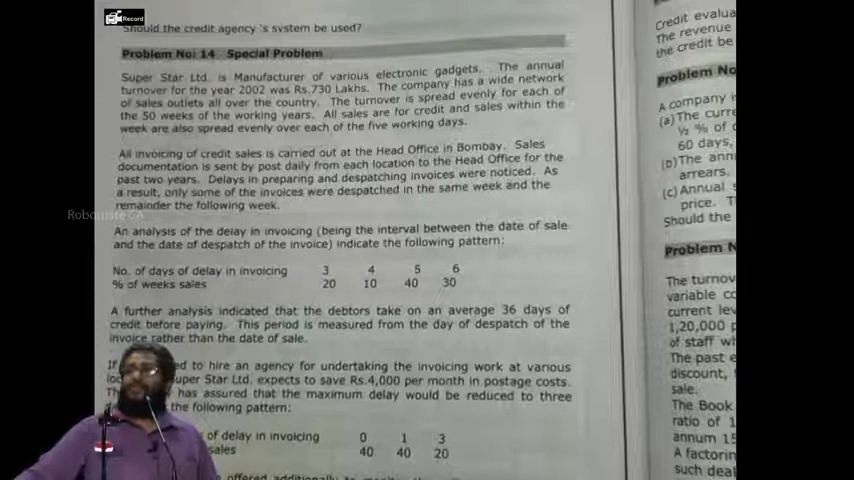 Record
Should the credit agency 's system be used?
Problem No: 14 Special Problem
Super Star Ltd. is Manufacturer of various electronic gadgets. The annual
turnover for the year 2002 was Rs.730 Lakhs. The company has a wide network
of sales outlets all over the country. The turnover is spread evenly for each of
the 50 weeks of the working years. All sales are for credit and sales within the
week are also spread evenly over each of the five working days.
All invoicing of credit sales is carried out at the Head Office in Bombay. Sales
documentation is sent by post daily from each location to the Head Office for the
past two years. Delays in preparing and despatching invoices were noticed. As
a result, only some of the invoices were despatched in the same week and the
remainder the following week.
An analysis of the delay in invoicing (being the interval between the date of sale
and the date of despatch of the invoice) indicate the following pattern:
No. of days of delay in invoicing 3 4 5 6
% of weeks sales 20 10 40 30
A further analysis indicated that the debtors take on an average 36 days of
credit before paying. This period is measured from the day of despatch of the
invoice rather than the date of sale.
If ed to hire an agency for undertaking the invoicing work at various
uper Star Ltd. expects to save Rs.4,000 per month in postage costs.
has assured that the maximum delay would be reduced to three
the following pattern:
of delay in invoicing 0 1 3
sales 40 40 20
offered additionally to
Credit evalua
The revenue
the credit be
Problem No
A company i
(a)The curre
½ % of
60 days,
(b)The ann
arrears.
(c)Annual s
price. T
Should the
Problem N
The turnov
variable co
current lev
1,20,000 p
of staff wh
The past e
discount,
sale.
The Book
ratio of 1
annum 15
A factorin
such deal